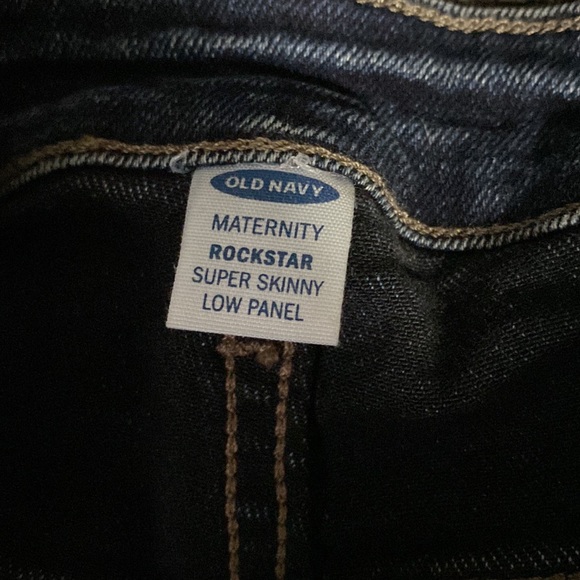 OLD NAVY
MATERNITY
ROCKSTAR
SUPER SKINNY
LOW PANEL